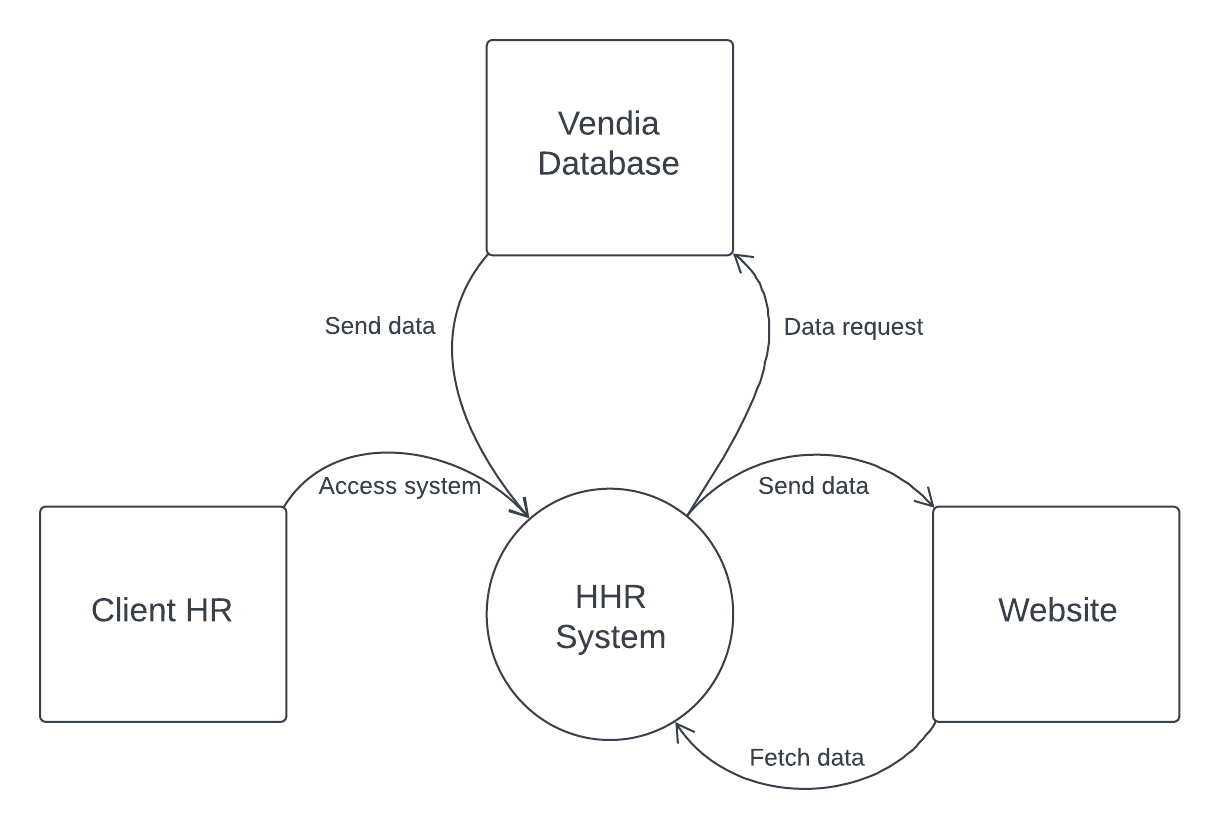 Vendia
Database
Send data
Data request
Access system
Send data
Client HR
HHR
System
Website
Fetch data